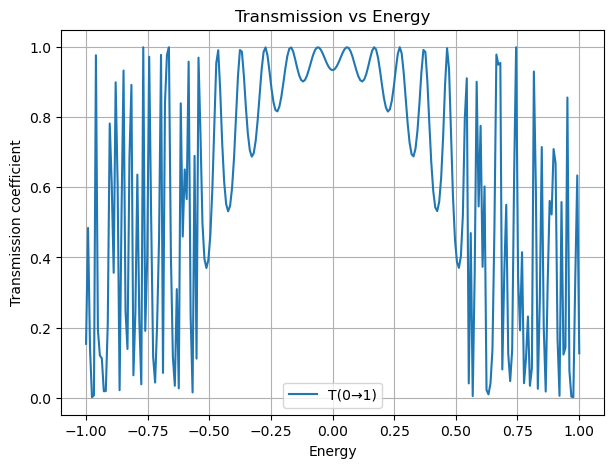 Transmission vs Energy
Transmission coefficient
1.0
0.8
0.6
0.4
0.2
0.0
T(0→1)
−1.00 −0.75 −0.50 −0.25 0.00 0.25 0.50 0.75 1.00
Energy